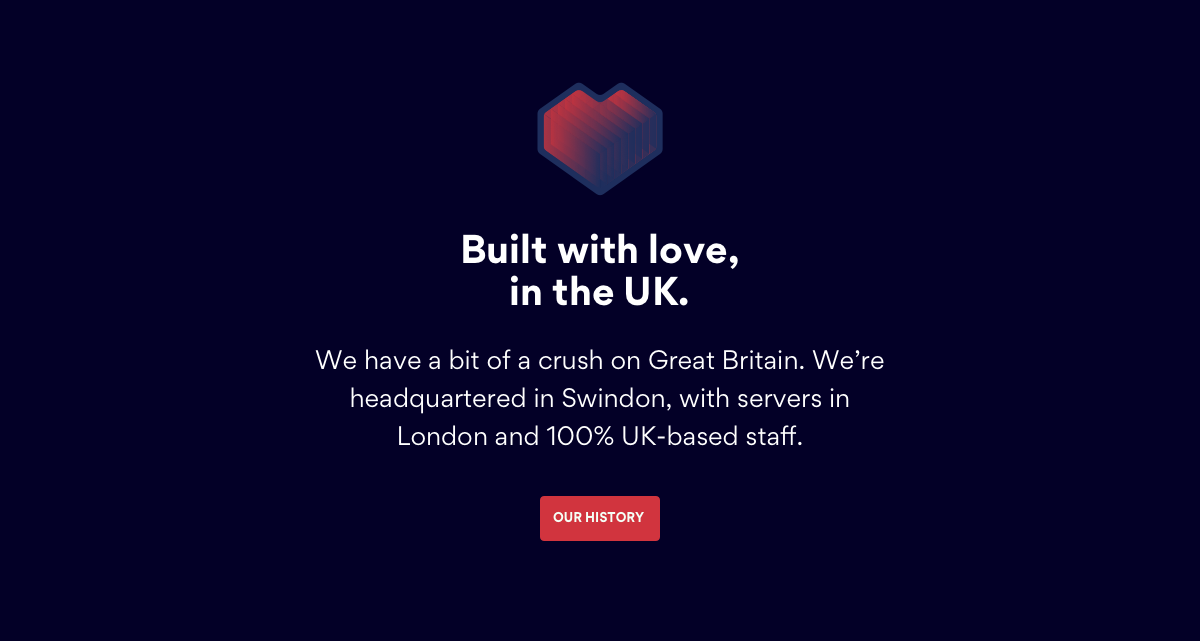 Built with love,
in the UK.
We have a bit of a crush on Great Britain. We’re
headquartered in Swindon, with servers in
London and 100% UK-based staff.
OUR HISTORY